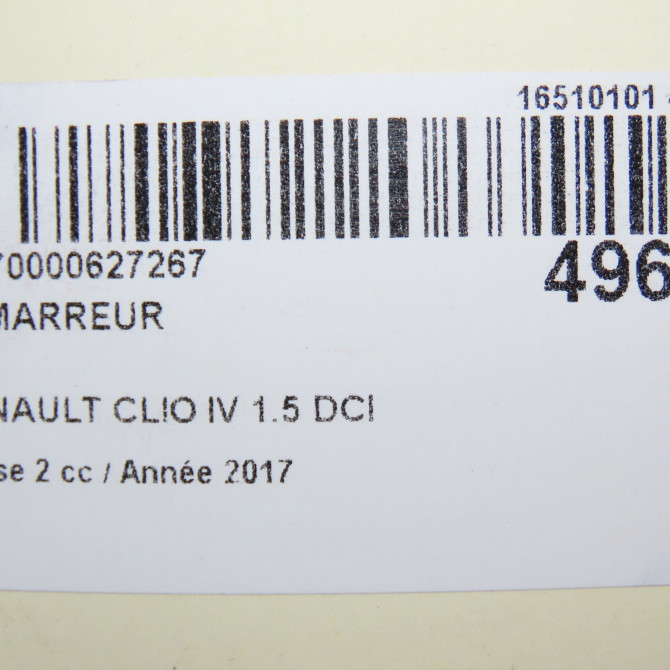 16510101
70000627267
496
MARREUR
NAULT CLIO IV 1.5 DCI
se 2 cc / Année 2017